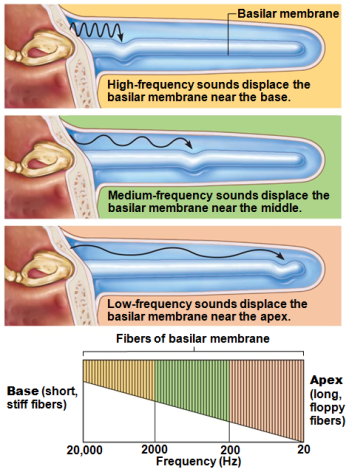 Basilar membrane
High-frequency sounds displace the
basilar membrane near the base.
Medium-frequency sounds displace the
basilar membrane near the middle.
Low-frequency sounds displace the
basilar membrane near the apex.
Fibers of basilar membrane
Base (short,
stiff fibers)
Apex
(long,
floppy
fibers)
20,000 2000 200 20
Frequency (Hz)